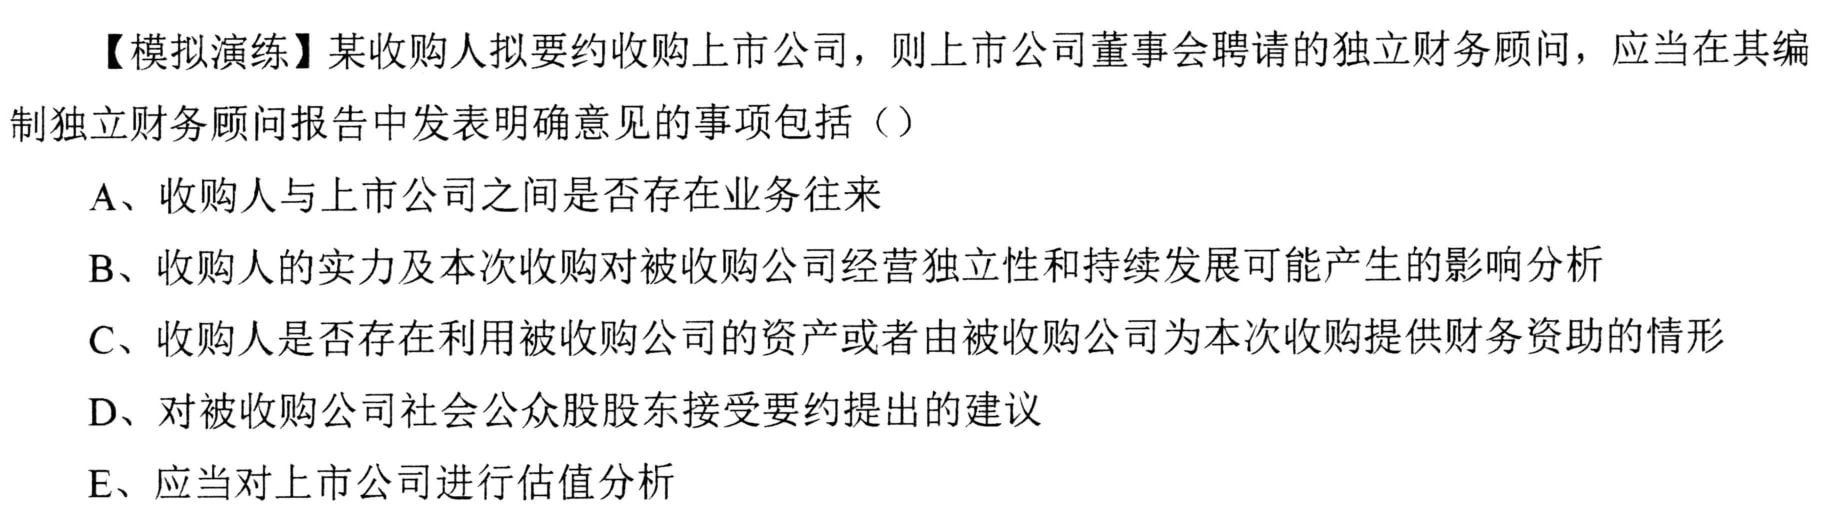 【模拟演练】某收购人拟要约收购上市公司，则上市公司董事会聘请的独立财务顾问，应当在其编
制独立财务顾问报告中发表明确意见的事项包括（）
A、收购人与上市公司之间是否存在业务往来
B、收购人的实力及本次收购对被收购公司经营独立性和持续发展可能产生的影响分析
C、收购人是否存在利用被收购公司的资产或者由被收购公司为本次收购提供财务资助的情形
D、对被收购公司社会公众股股东接受要约提出的建议
E、应当对上市公司进行估值分析